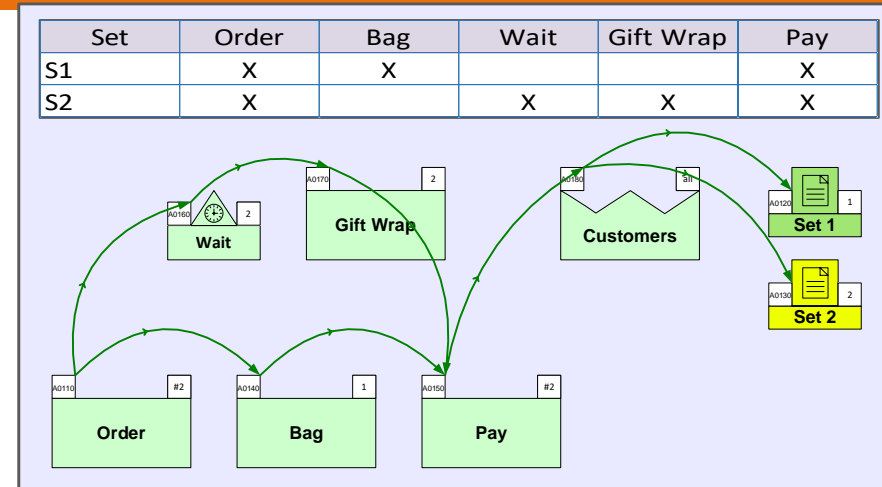 Set Order Bag Wait Gift Wrap Pay
S1 X X X
S2 X X X X
A0170 2
A0180 all
A0160 2
A0120 1
Gift Wrap
Set 1
Customers
Wait
A0130 2
Set 2
A0110 #2
A0140 1
A0150 #2
Order
Bag
Pay